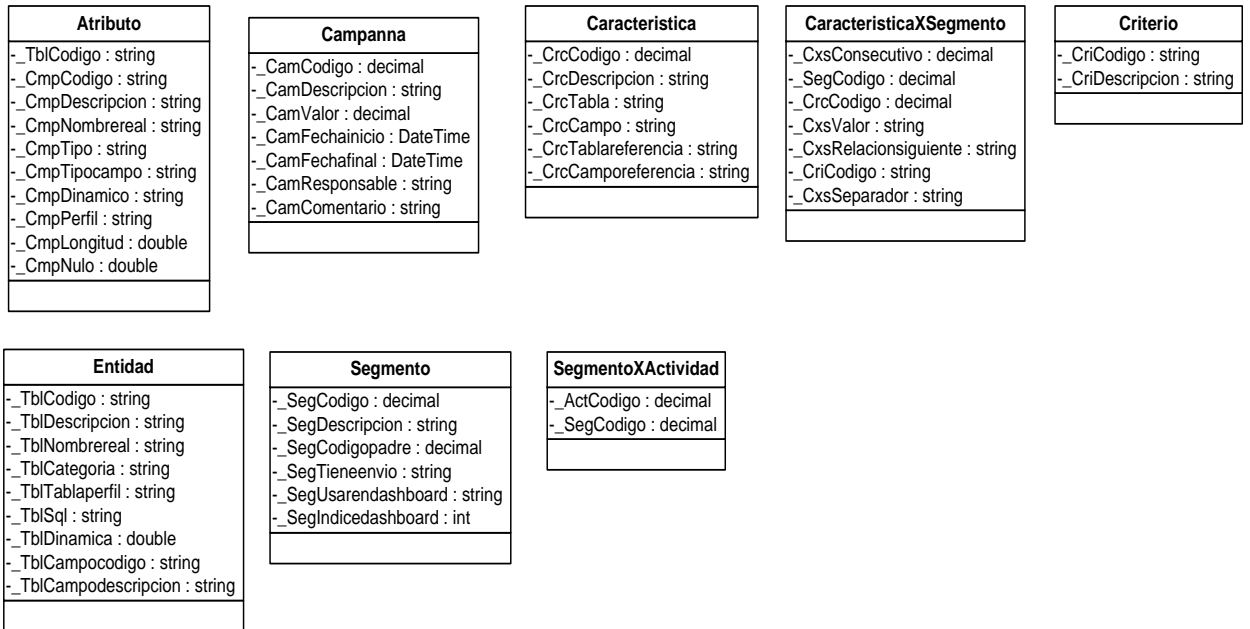 Atributo
-_TblCodigo : string
-_CmpCodigo : string
-_CmpDescripcion : string
-_CmpNombrereal : string
-_CmpTipo : string
-_CmpTipocampo : string
-_CmpDinamico : string
-_CmpPerfil : string
-_CmpLongitud : double
-_CmpNulo : double
Campanna
-_CamCodigo : decimal
-_CamDescripcion : string
-_CamValor : decimal
-_CamFechainicio : DateTime
-_CamFechafinal : DateTime
-_CamResponsable : string
-_CamComentario : string
Caracteristica
-_CrcCodigo : decimal
-_CrcDescripcion : string
-_CrcTabla : string
-_CrcCampo : string
-_CrcTablareferencia : string
-_CrcCamporeferencia : string
CaracteristicaXSegmento
-_CxsConsecutivo : decimal
-_SegCodigo : decimal
-_CrcCodigo : decimal
-_CxsValor : string
-_CxsRelacionsiguiente : string
-_CriCodigo : string
-_CxsSeparador : string
Criterio
-_CriCodigo : string
-_CriDescripcion : string
Entidad
-_TblCodigo : string
-_TblDescripcion : string
-_TblNombrereal : string
-_TblCategoria : string
-_TblTablaperfil : string
-_TblSql : string
-_TblDinamica : double
-_TblCampocodigo : string
-_TblCampodescripcion : string
Segmento
-_SegCodigo : decimal
-_SegDescripcion : string
-_SegCodigopadre : decimal
-_SegTieneenvio : string
-_SegUsarendashboard : string
-_SegIndicedashboard : int
SegmentoXActividad
-_ActCodigo : decimal
-_SegCodigo : decimal